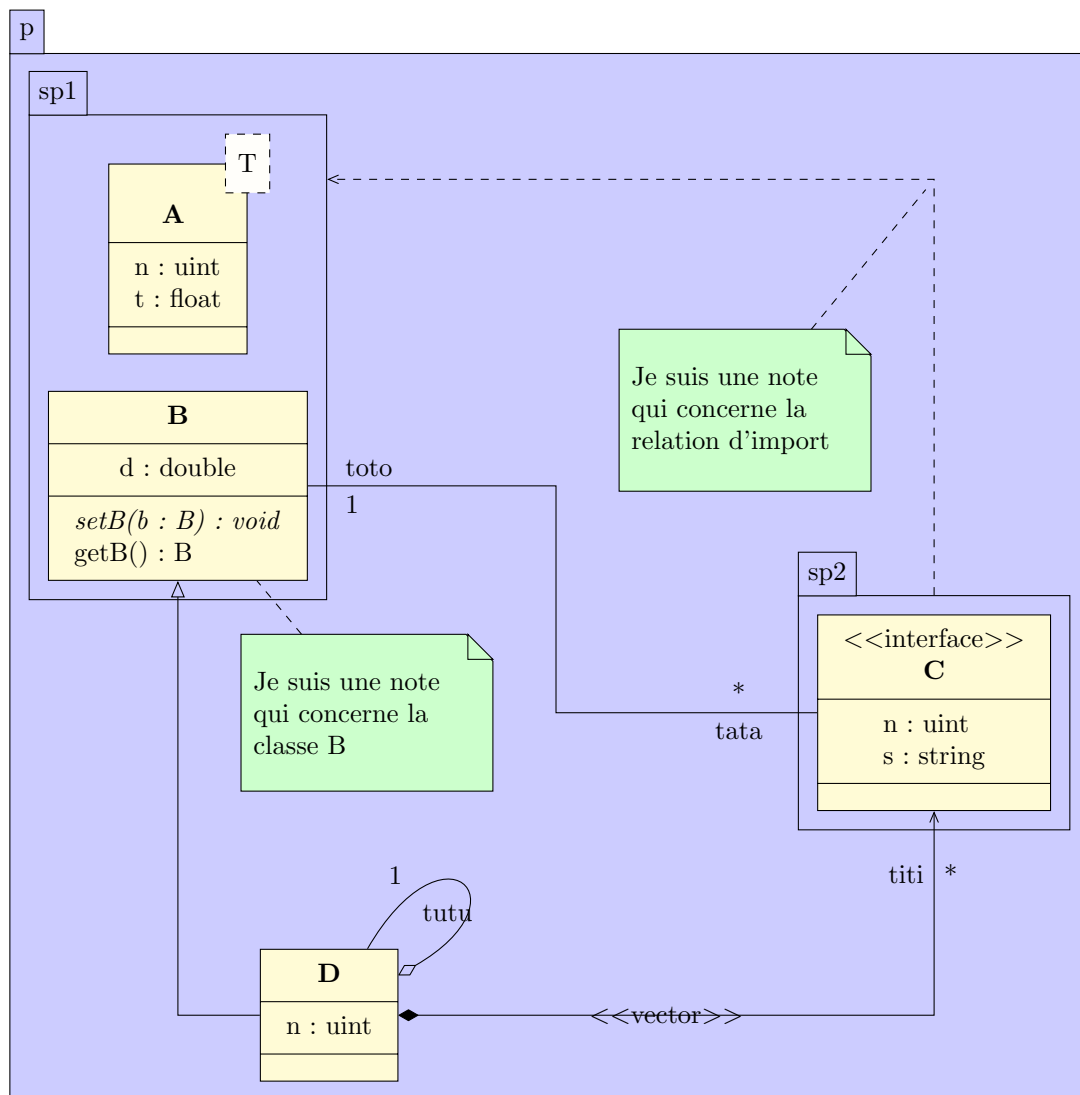 p
sp1
T
A
n : uint
t : float
B
d : double
setB(b : B) : void
getB() : B
toto
1
Je suis une note
qui concerne la
relation d'import
sp2
<<interface>>
C
n : uint
s : string
*
tata
Je suis une note
qui concerne la
classe B
titi
*
1
tutu
D
n : uint
<<vector>>